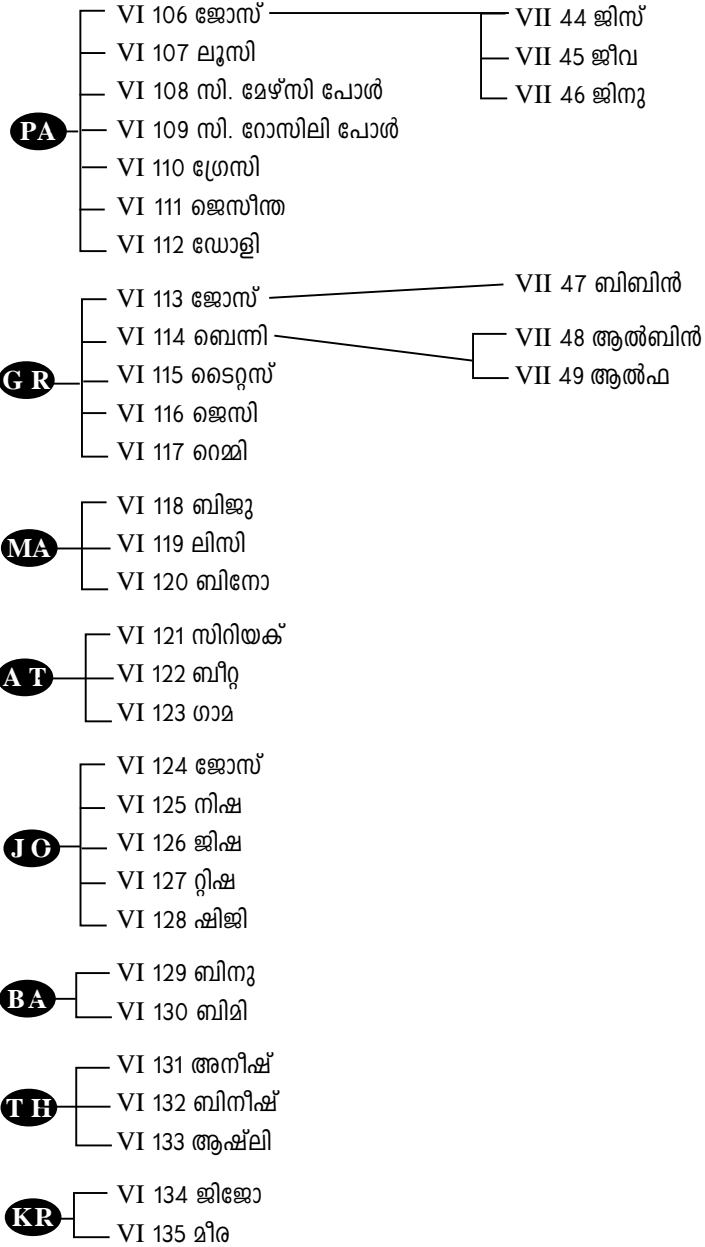 VI 106 ജോസ് VII 44 ജിസ്
VI 107 ലൂസി VII 45 ജീവ
VI 108 സി. മേഴ്സി പോൾ VII 46 ജിനു
PA VI 109 സി. റോസിലി പോൾ
VI 110 ഗ്രേസി
VI 111 ജെസീന്ത
VI 112 ഡോളി
VI 113 ജോസ് VII 47 ബിബിൻ
VI 114 ബെന്നി VII 48 ആൽബിൻ
GR VI 115 ടൈറ്റസ് VII 49 ആൽഫ
VI 116 ജെസി
VI 117 റെമ്മി
VI 118 ബിജു
MA VI 119 ലിസി
VI 120 ബിനോ
VI 121 സിറിയക്
AT VI 122 ബീറ്റ
VI 123 ഗാമ
VI 124 ജോസ്
VI 125 നിഷ
JO VI 126 ജിഷ
VI 127 റ്റിഷ
VI 128 ഷിജി
BA VI 129 ബിനു
VI 130 ബിമി
VI 131 അനീഷ്
TH VI 132 ബിനീഷ്
VI 133 ആഷ്‌ലി
KR VI 134 ജിജോ
VI 135 മീര